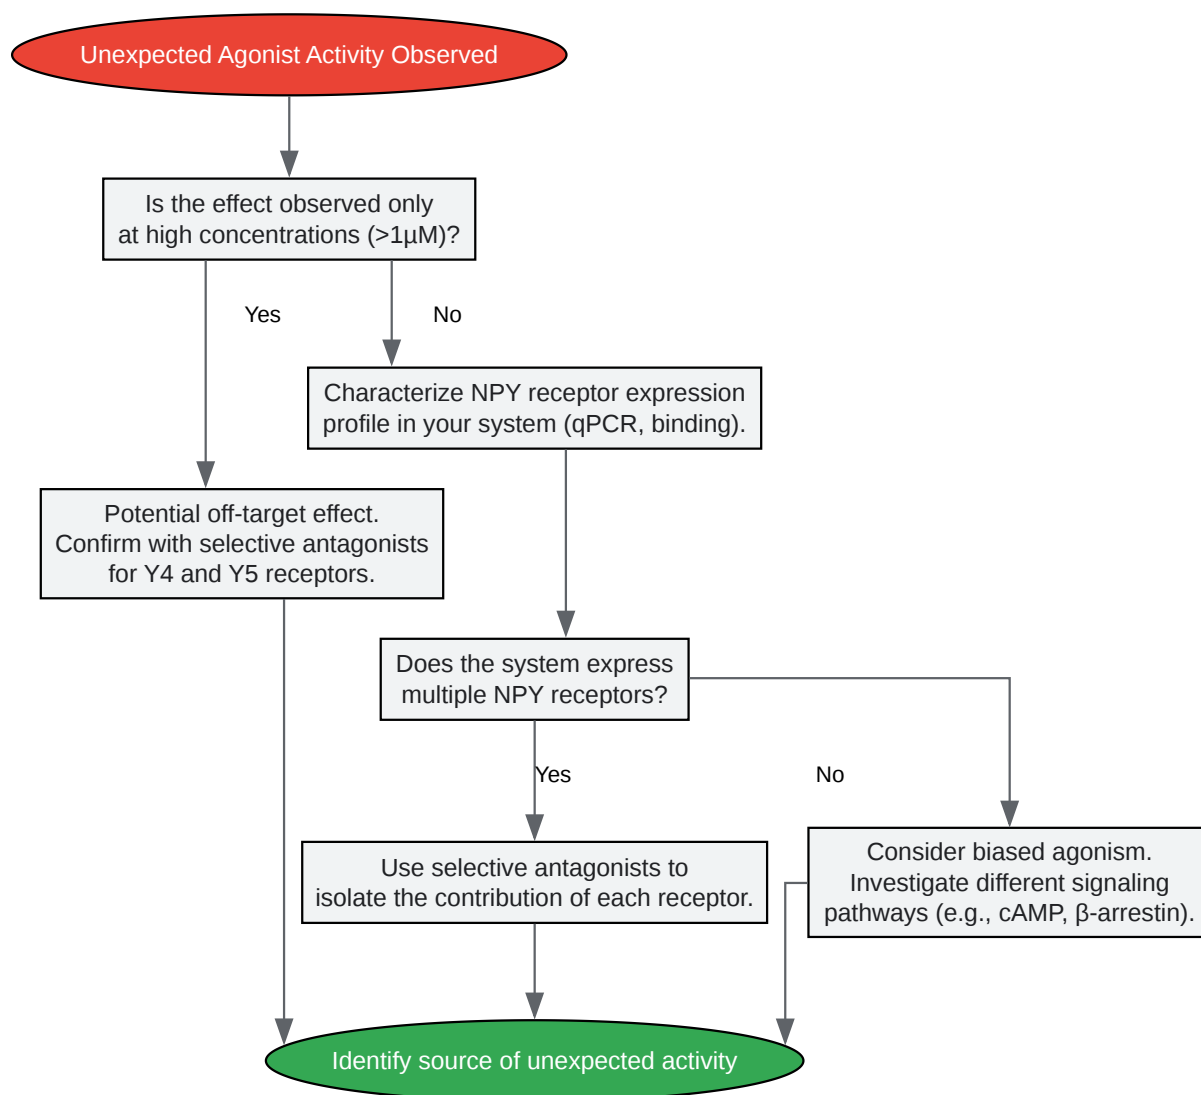 Unexpected Agonist Activity Observed
Is the effect observed only
at high concentrations (>1µM)?
Yes
No
Characterize NPY receptor expression
profile in your system (qPCR, binding).
Potential off-target effect.
Confirm with selective antagonists
for Y4 and Y5 receptors.
Does the system express
multiple NPY receptors?
Yes
No
Use selective antagonists to
isolate the contribution of each receptor.
Consider biased agonism.
Investigate different signaling
pathways (e.g., cAMP, β-arrestin).
Identify source of unexpected activity